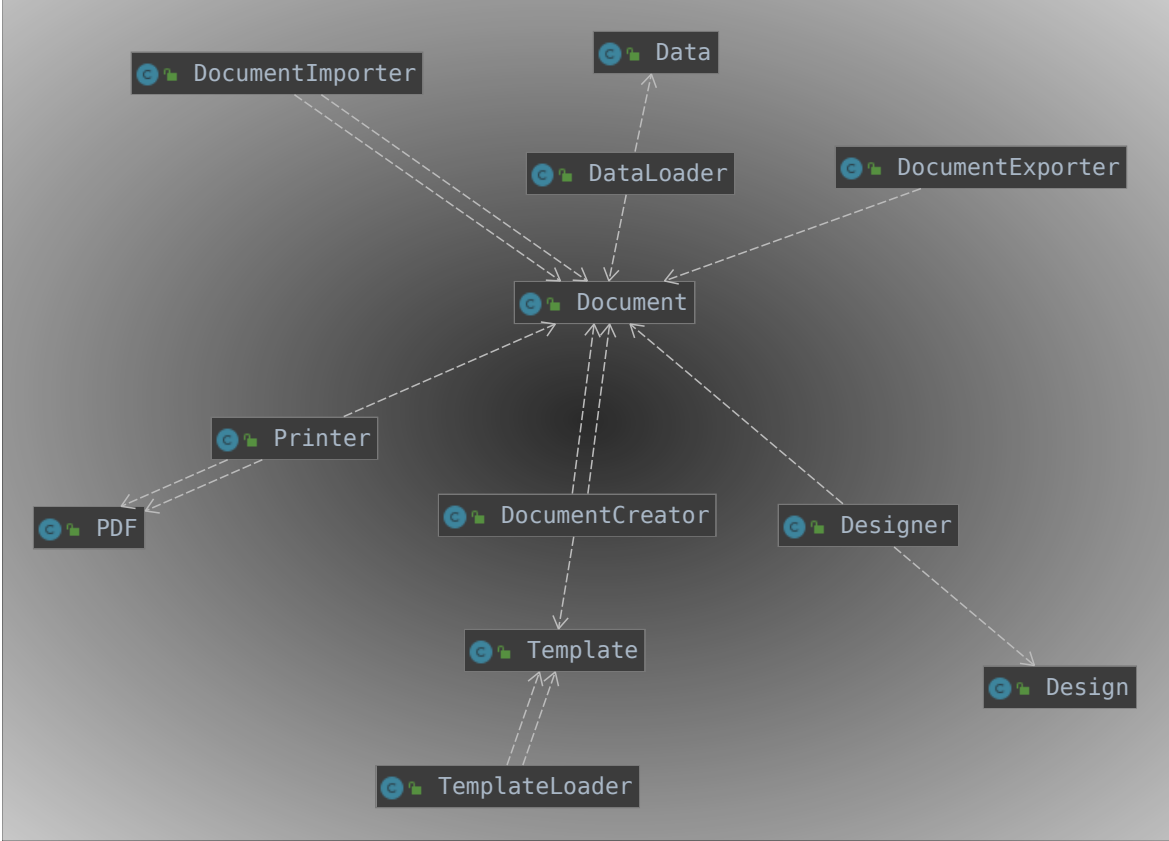 Data
DocumentImporter
DocumentExporter
DataLoader
Document
Printer
DocumentCreator
Designer
PDF
Template
Design
TemplateLoader